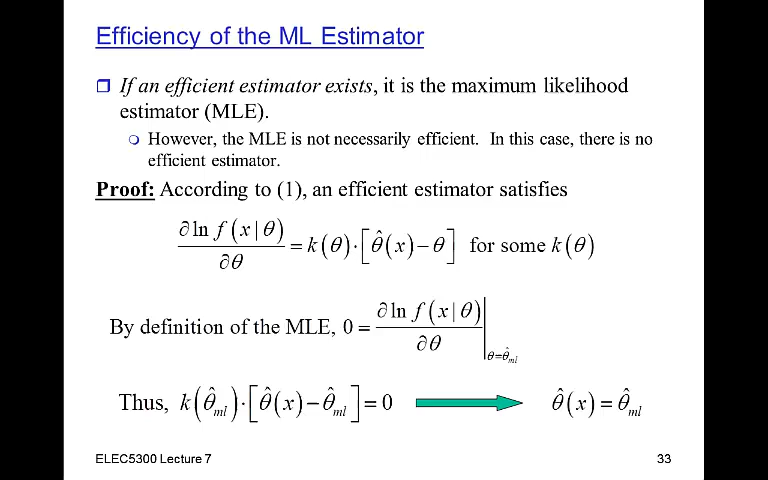 Efficiency of the ML Estimator
If an efficient estimator exists, it is the maximum likelihood
estimator (MLE).
However, the MLE is not necessarily efficient. In this case, there is no
efficient estimator.
Proof: According to (1), an efficient estimator satisfies
∂ ln f(x|θ) / ∂θ = k(θ)·[θ̂(x) − θ] for some k(θ)
By definition of the MLE, 0 = ∂ ln f(x|θ) / ∂θ |θ=θ̂ml
Thus, k(θ̂ml)·[θ̂(x) − θ̂ml] = 0 θ̂(x) = θ̂ml
ELEC5300 Lecture 7 33